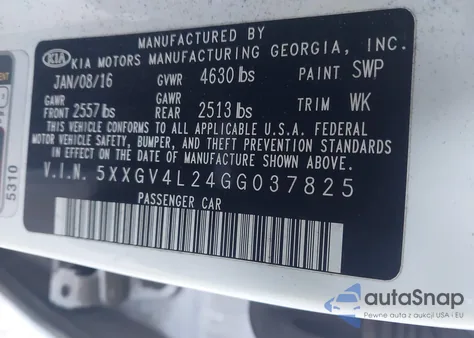 MANUFACTURED BY
KIA KIA MOTORS MANUFACTURING GEORGIA, INC.
JAN/08/16 GVWR 4630 lbs PAINT SWP
GAWR FRONT 2557 lbs GAWR REAR 2513 lbs TRIM WK
THIS VEHICLE CONFORMS TO ALL APPLICABLE U.S.A. FEDERAL
MOTOR VEHICLE SAFETY, BUMPER, AND THEFT PREVENTION STANDARDS
IN EFFECT ON THE DATE OF MANUFACTURE SHOWN ABOVE.
V.I.N. 5XXGV4L24GG037825
PASSENGER CAR
5310
autoSnap
Pewne auta z aukcji USA i EU